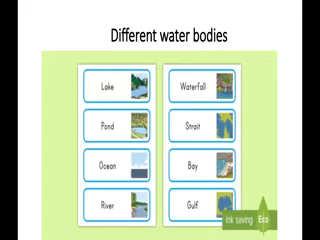 Different water bodies
Lake
Pond
Ocean
River
Waterfall
Strait
Bay
Gulf
ink saving Eco